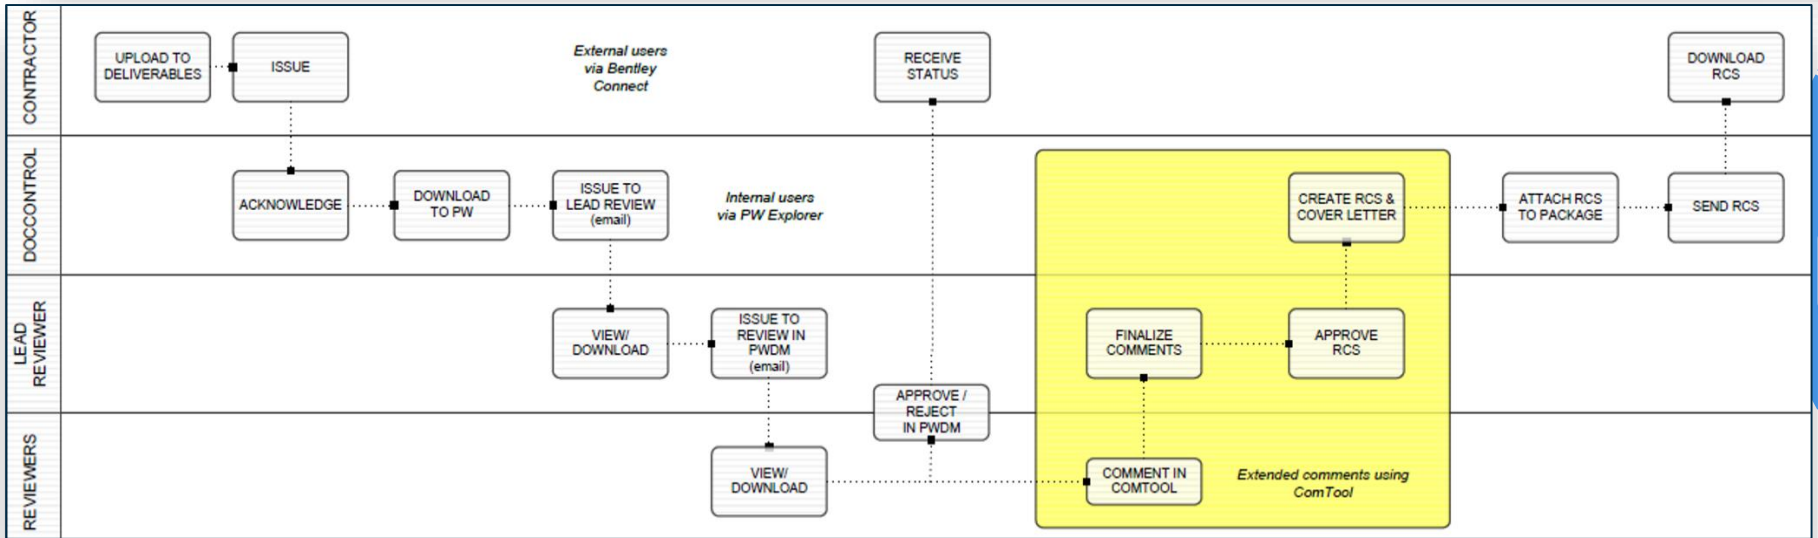 CONTRACTOR
UPLOAD TO
DELIVERABLES
ISSUE
External users
via Bentley
Connect
RECEIVE
STATUS
DOWNLOAD
RCS
DOCCONTROL
ACKNOWLEDGE
DOWNLOAD
TO PW
ISSUE TO
LEAD REVIEW
(email)
Internal users
via PW Explorer
CREATE RCS &
COVER LETTER
ATTACH RCS
TO PACKAGE
SEND RCS
LEAD
REVIEWER
VIEW/
DOWNLOAD
ISSUE TO
REVIEW IN
PWDM
(email)
APPROVE /
REJECT
IN PWDM
FINALIZE
COMMENTS
APPROVE
RCS
REVIEWERS
VIEW/
DOWNLOAD
COMMENT IN
COMTOOL
Extended comments using
ComTool